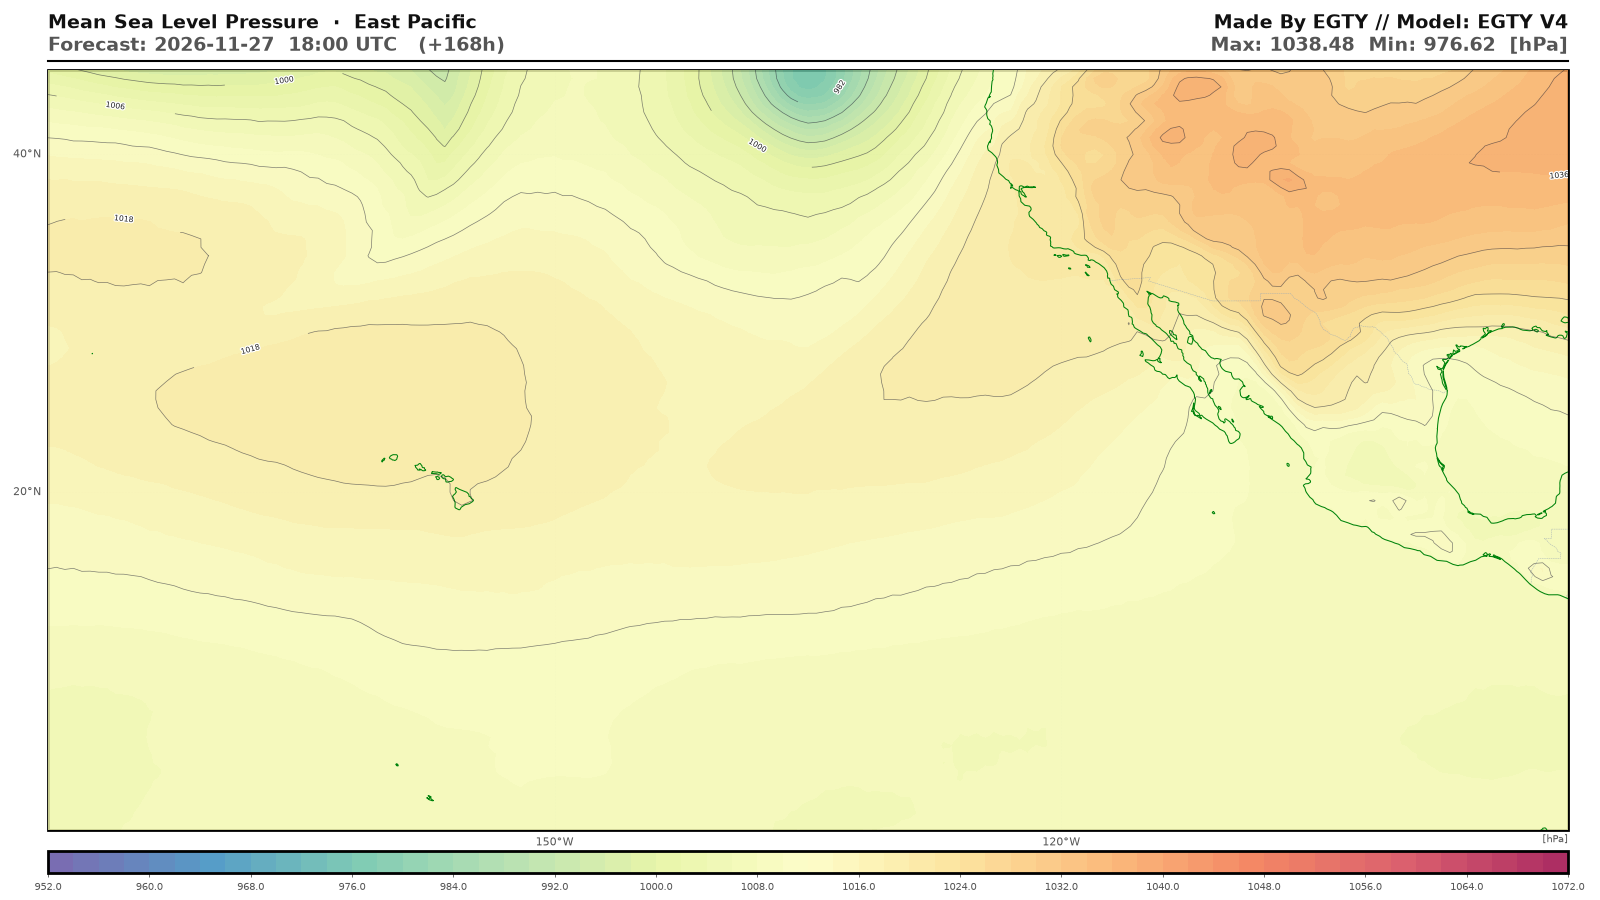 Mean Sea Level Pressure · East Pacific
Made By EGTY // Model: EGTY V4
Forecast: 2026-11-27 18:00 UTC (+168h)
Max: 1038.48 Min: 976.62 [hPa]
1000
982
1006
1000
40°N
1036
1018
1018
20°N
150°W
120°W
[hPa]
952.0 960.0 968.0 976.0 984.0 992.0 1000.0 1008.0 1016.0 1024.0 1032.0 1040.0 1048.0 1056.0 1064.0 1072.0